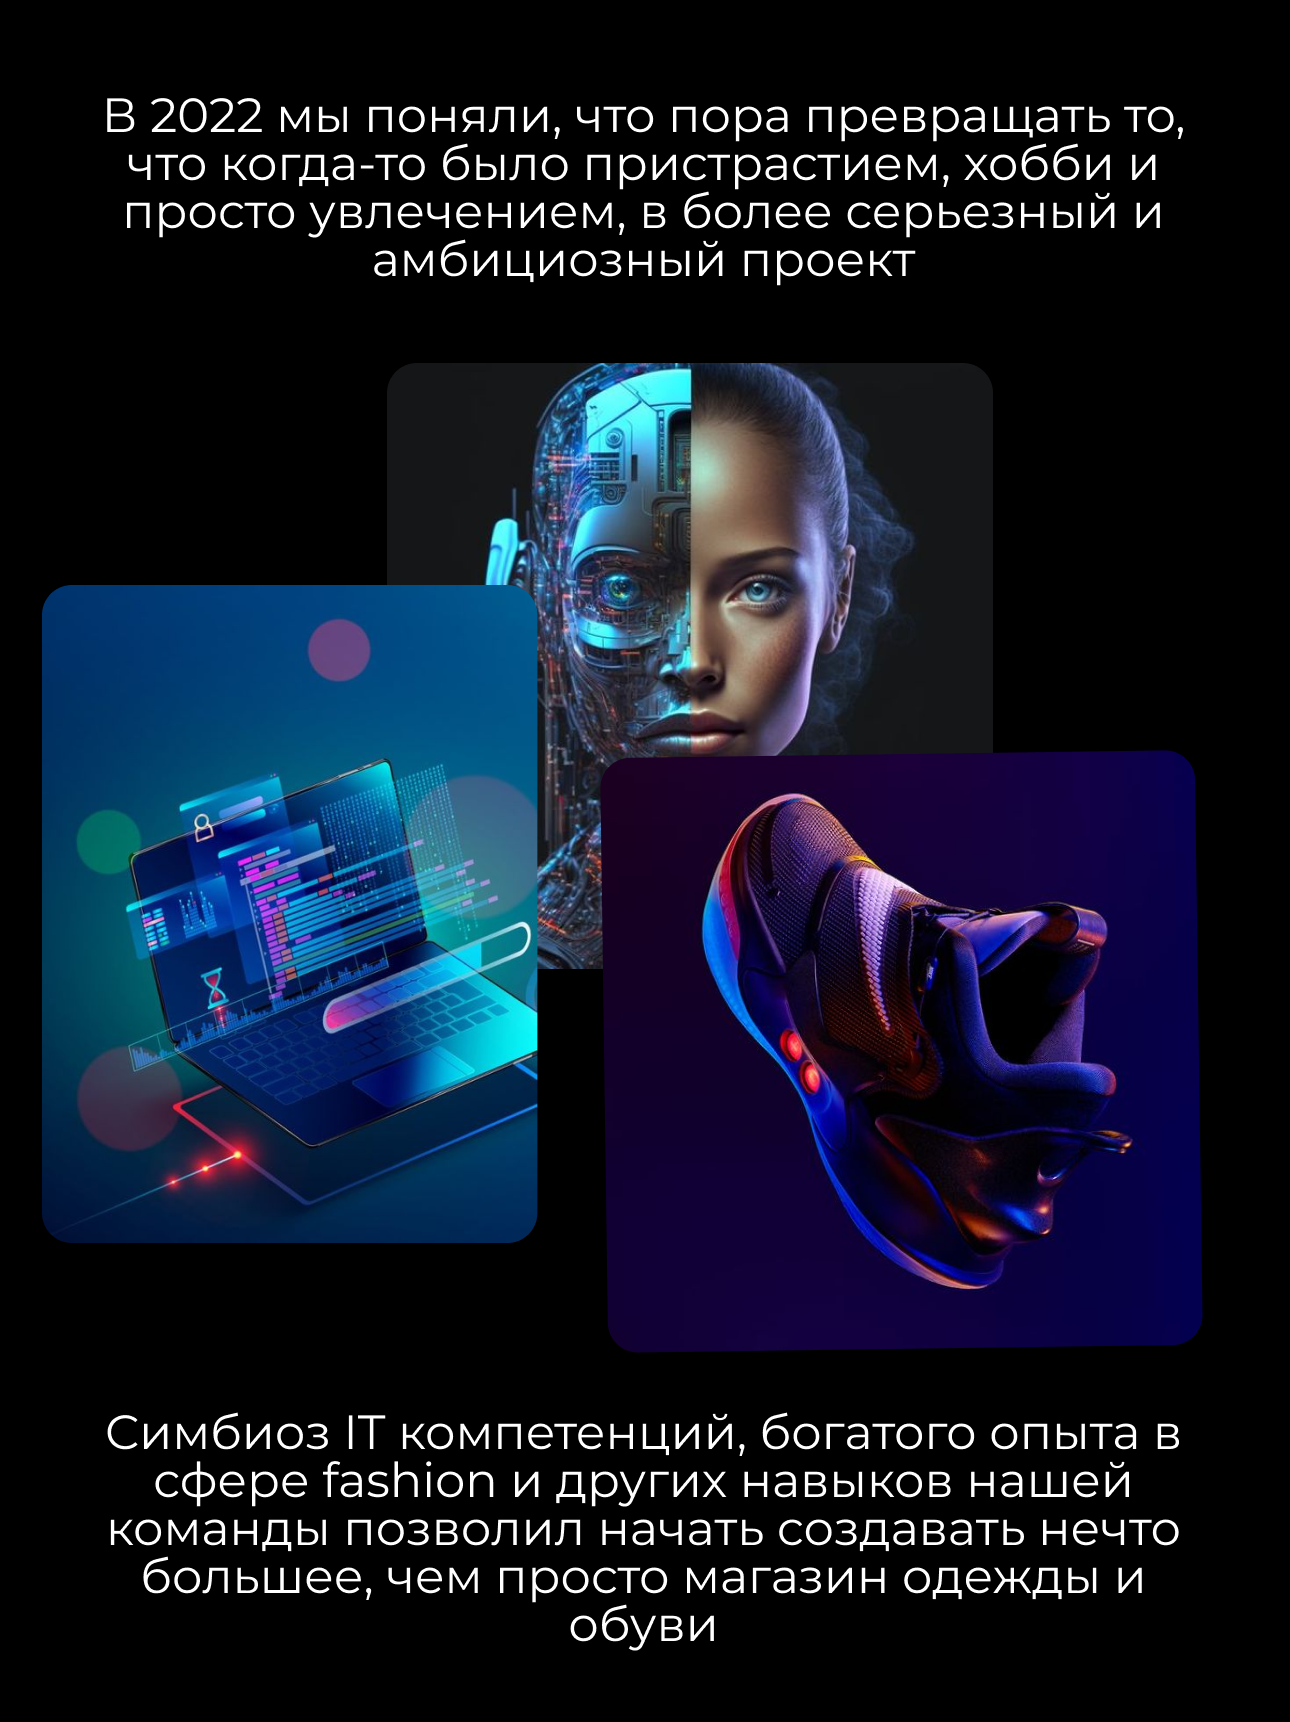 В 2022 мы поняли, что пора превращать то,
что когда-то было пристрастием, хобби и
просто увлечением, в более серьезный и
амбициозный проект
Симбиоз IT компетенций, богатого опыта в
сфере fashion и других навыков нашей
команды позволил начать создавать нечто
большее, чем просто магазин одежды и
обуви